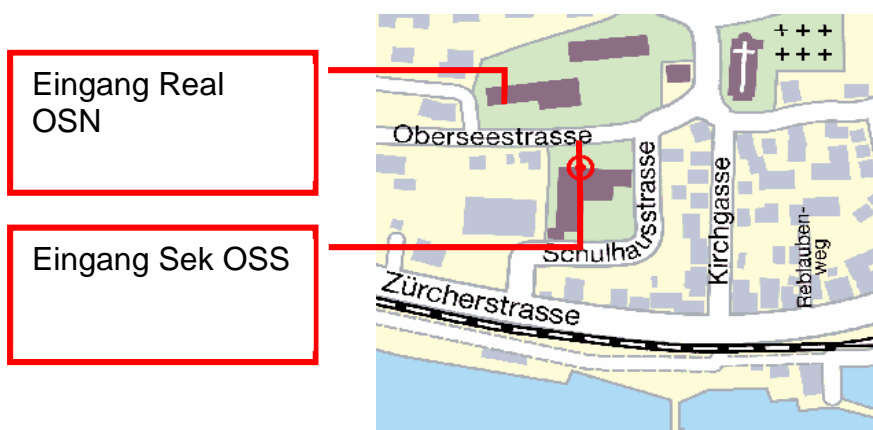 Eingang Real
OSN
Eingang Sek OSS
Oberseestrasse
Schulhausstrasse
Kirchgasse
Reblauben-
weg
Zürcherstrasse